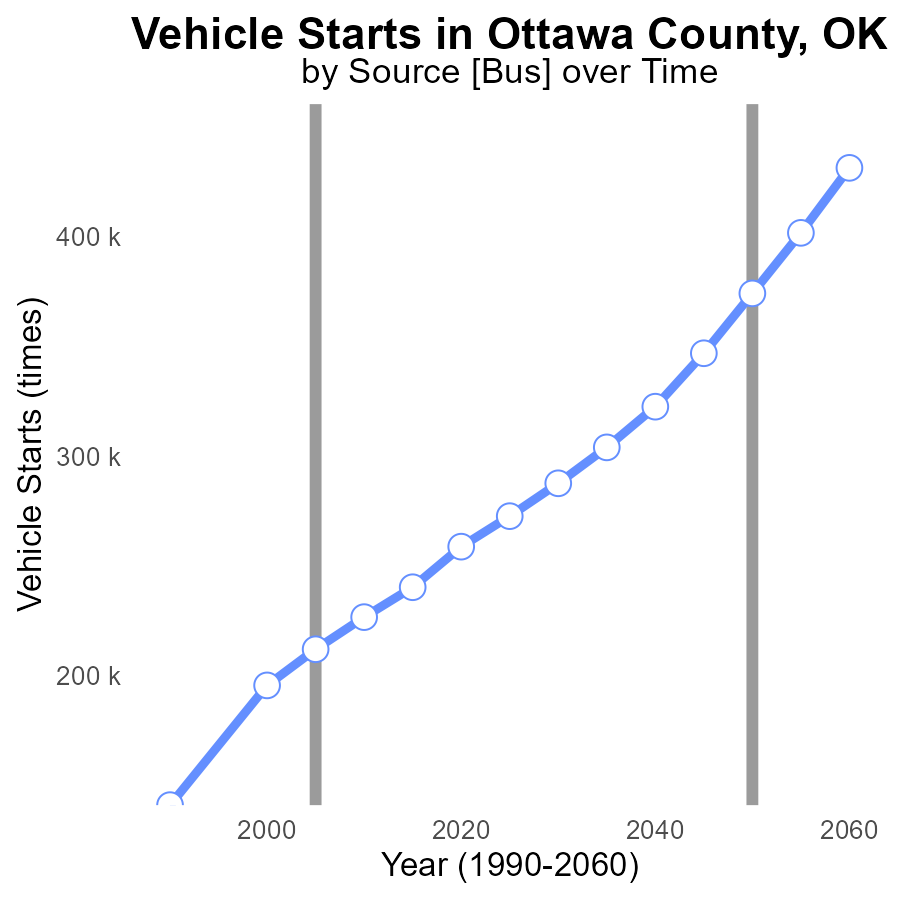 Vehicle Starts in Ottawa County, OK
by Source [Bus] over Time
Vehicle Starts (times)
400 k
300 k
200 k
2000 2020 2040 2060
Year (1990-2060)